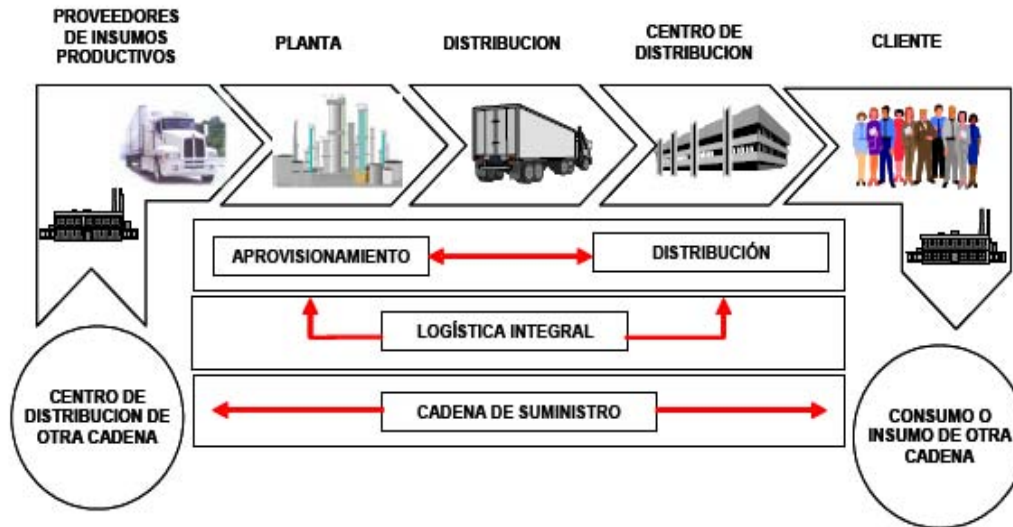 PROVEEDORES
DE INSUMOS
PRODUCTIVOS
PLANTA
DISTRIBUCION
CENTRO DE
DISTRIBUCION
CLIENTE
APROVISIONAMIENTO
DISTRIBUCIÓN
LOGÍSTICA INTEGRAL
CADENA DE SUMINISTRO
CENTRO DE
DISTRIBUCION DE
OTRA CADENA
CONSUMO O
INSUMO DE OTRA
CADENA